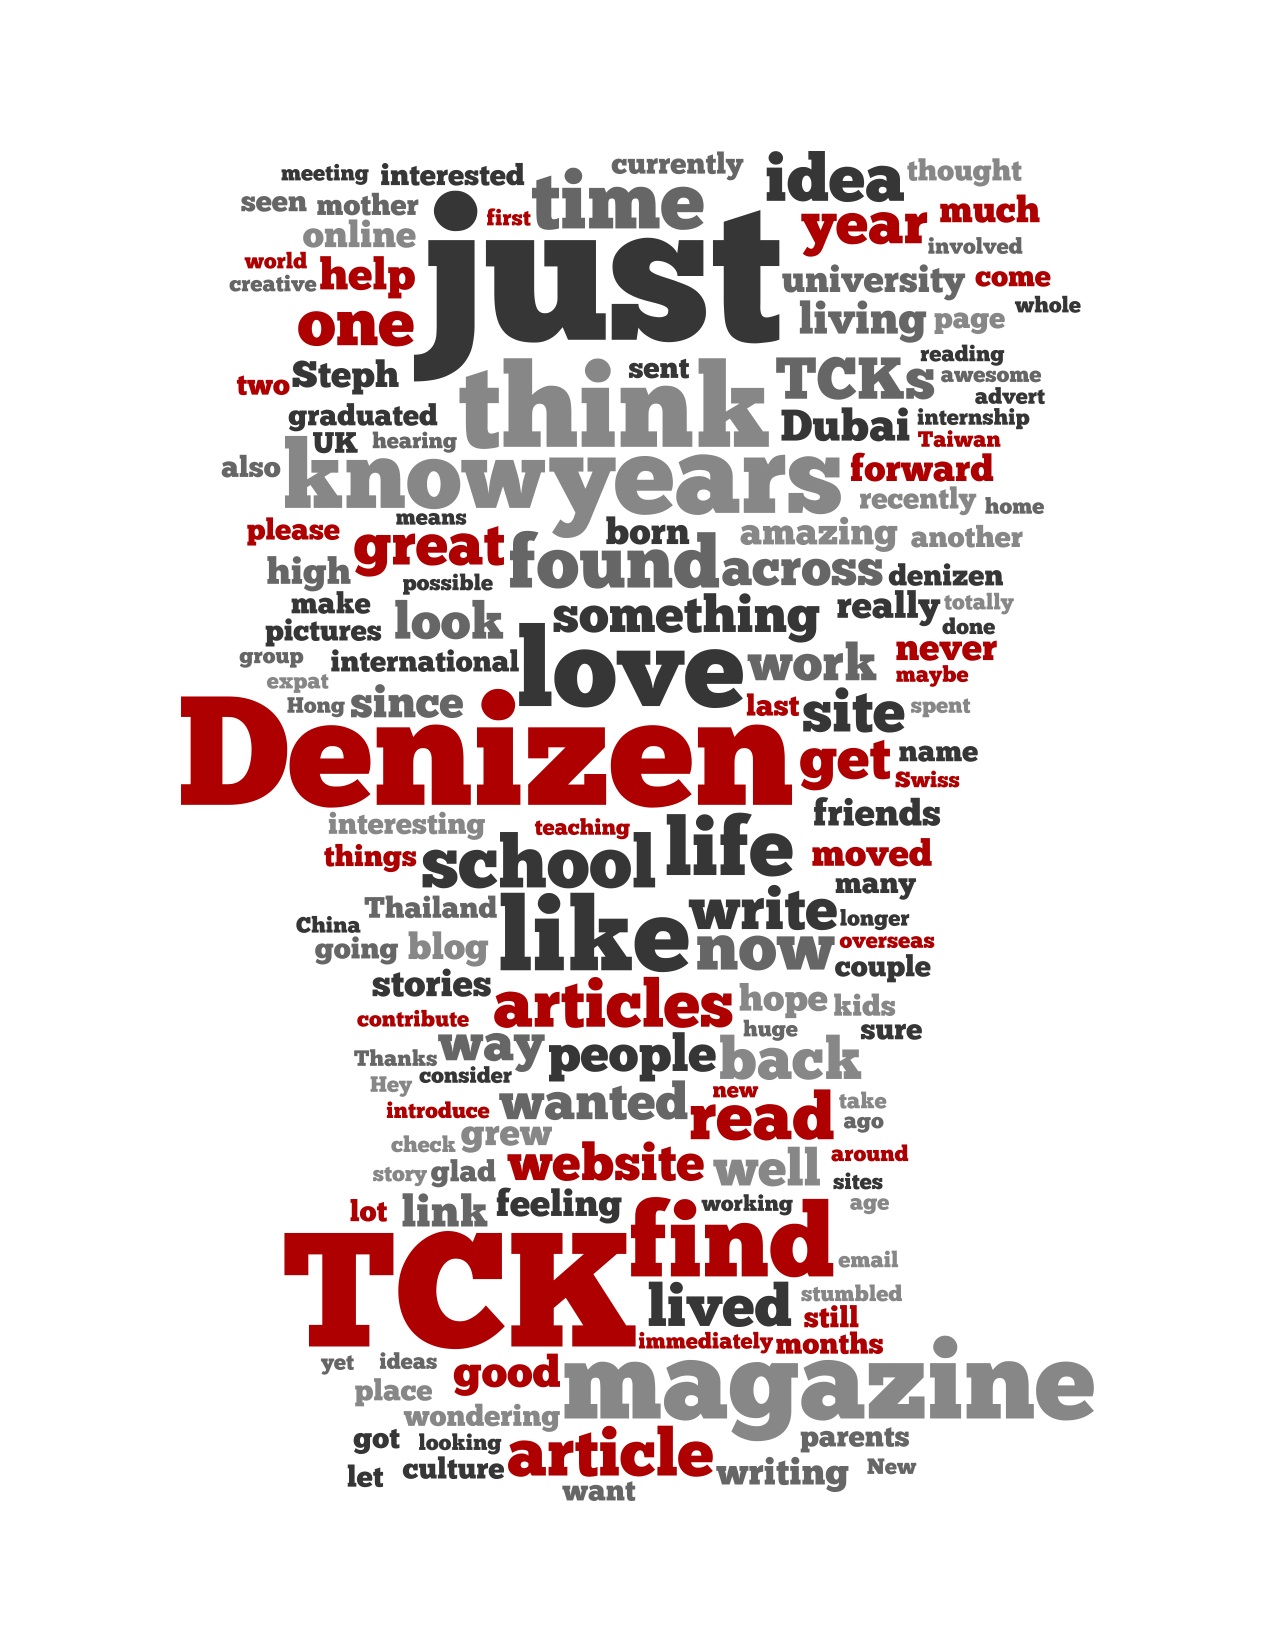 meeting interested currently idea thought
seen mother first time year much
online just involved
world help university come
creative whole
one living page
two Steph think sent TCKs reading
awesome
advert
graduated Dubai internship
UK hearing Taiwan
also know years forward
recently home
please means born amazing another
great found across denizen
high possible
make look something really totally
pictures done
group international love work never
expat maybe
Hong since last site spent
Denizen get name
Swiss
friends
interesting teaching life
things school moved
many
Thailand like write longer
China
going blog now overseas
couple
stories articles hope kids
contribute huge sure
Thanks way people back
Hey consider
introduce wanted new read take
ago
check grew
story glad website well around
sites
lot link feeling working age
TCK find email
lived stumbled
still
immediately months
yet ideas good magazine
place
wondering
got looking article parents
let culture writing New
want